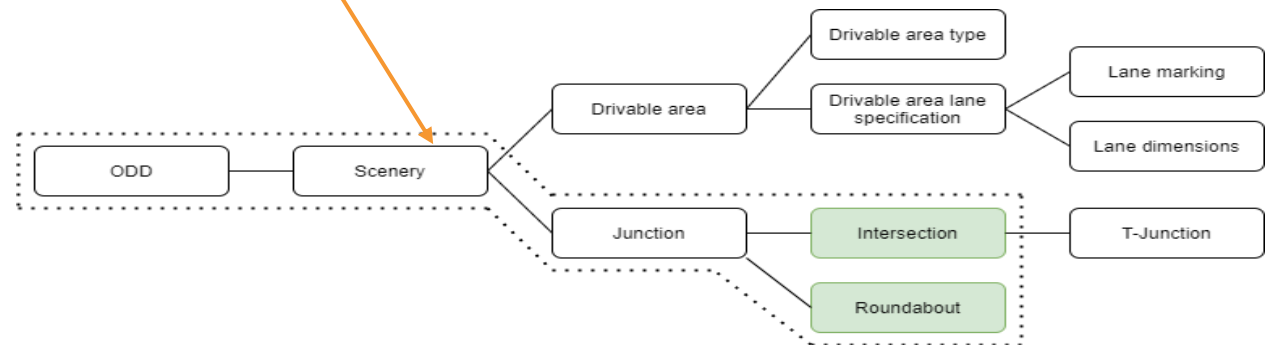 Drivable area type
Lane marking
Drivable area
Drivable area lane
specification
Lane dimensions
ODD
Scenery
Junction
Intersection
T-Junction
Roundabout